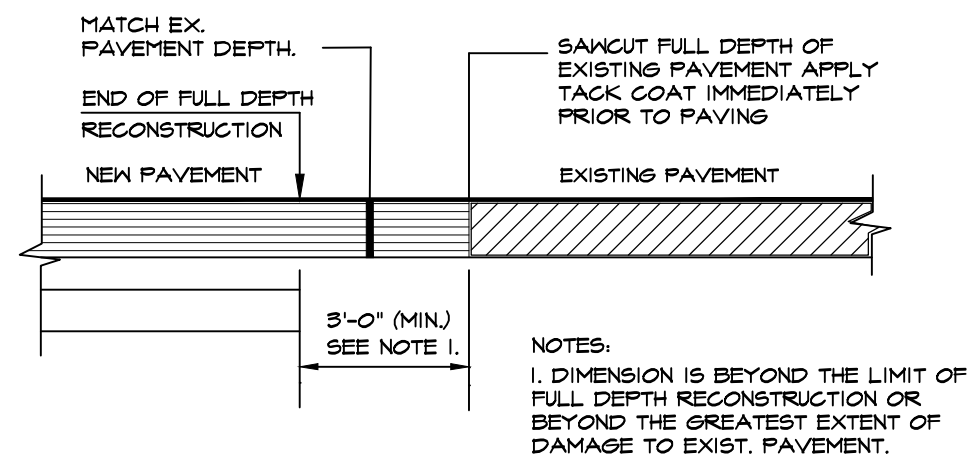 MATCH EX.
PAVEMENT DEPTH.
SAWCUT FULL DEPTH OF
EXISTING PAVEMENT APPLY
TACK COAT IMMEDIATELY
PRIOR TO PAVING
END OF FULL DEPTH
RECONSTRUCTION
NEW PAVEMENT
EXISTING PAVEMENT
3'-0" (MIN.)
SEE NOTE 1.
NOTES:
1. DIMENSION IS BEYOND THE LIMIT OF
FULL DEPTH RECONSTRUCTION OR
BEYOND THE GREATEST EXTENT OF
DAMAGE TO EXIST. PAVEMENT.